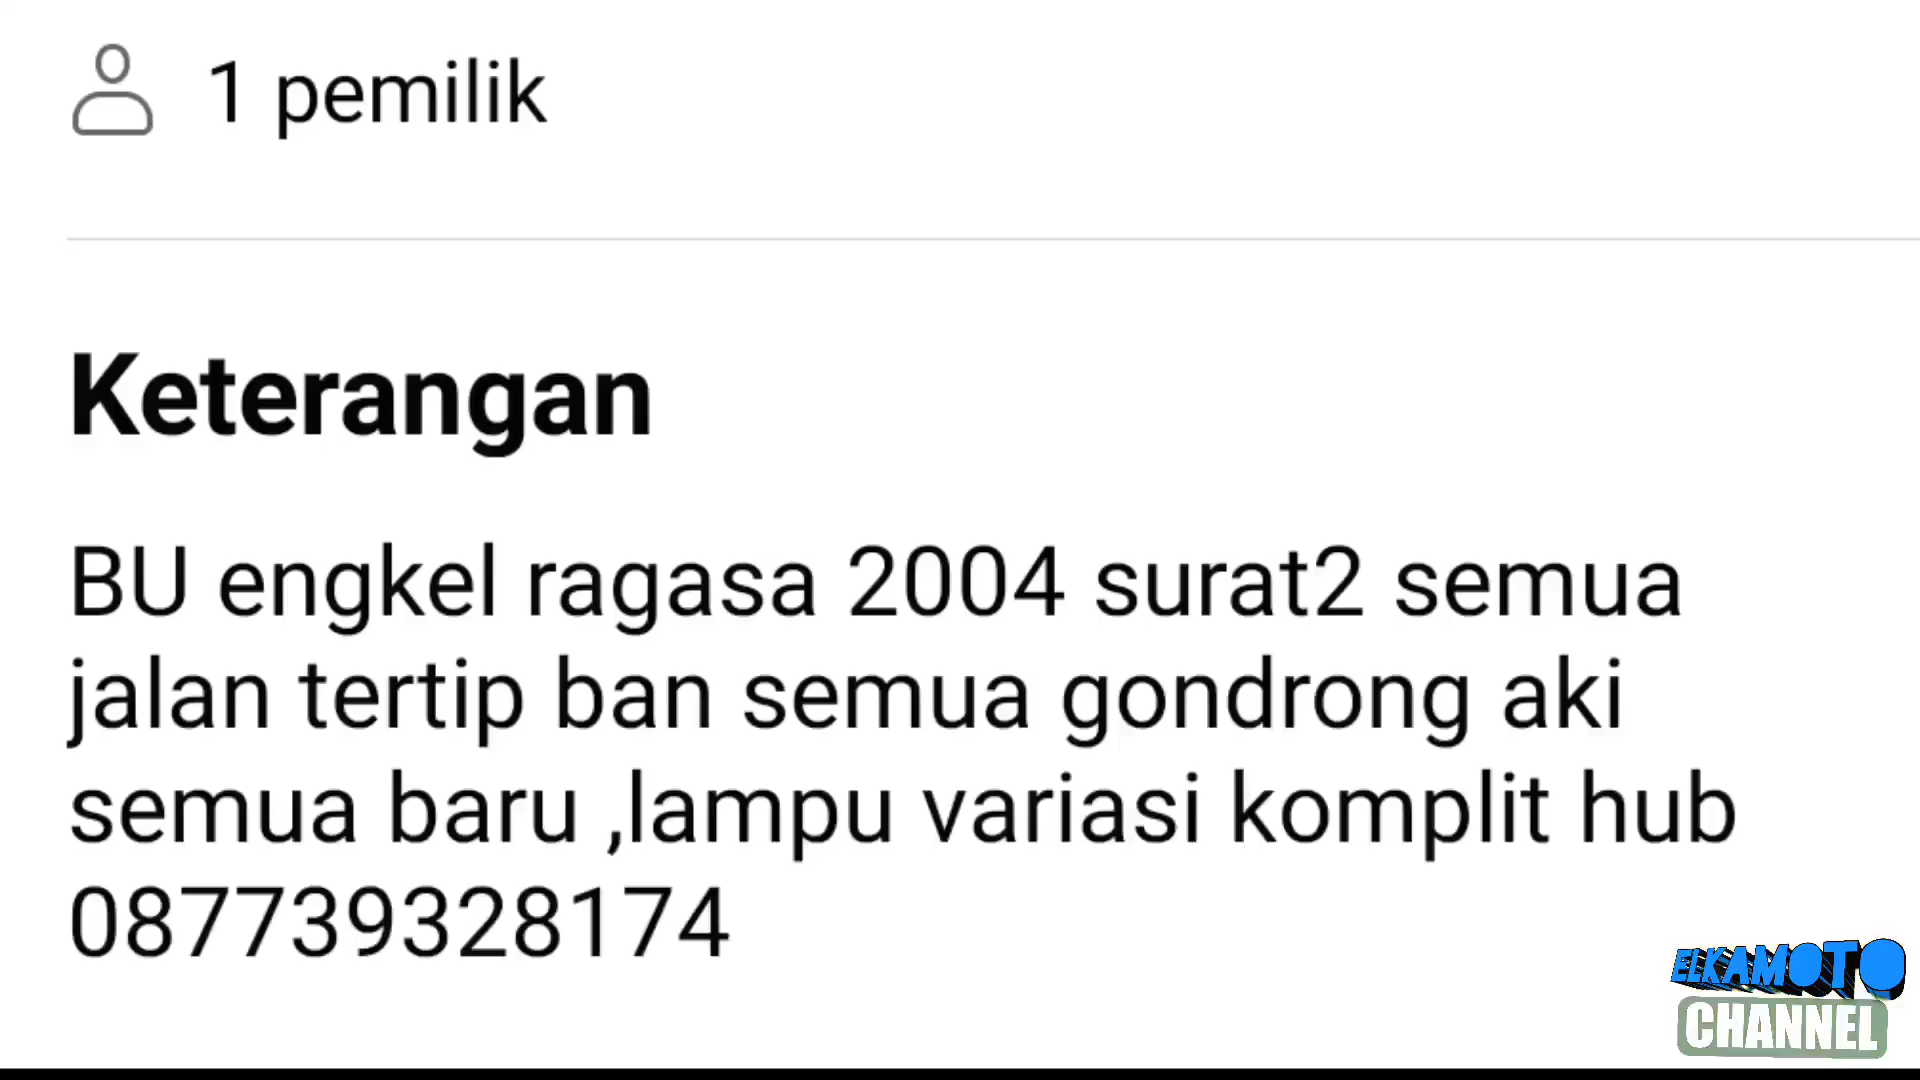 1 pemilik
Keterangan
BU engkel ragasa 2004 surat2 semua
jalan tertip ban semua gondrong aki
semua baru ,lampu variasi komplit hub
087739328174
ELKAMOTO
CHANNEL